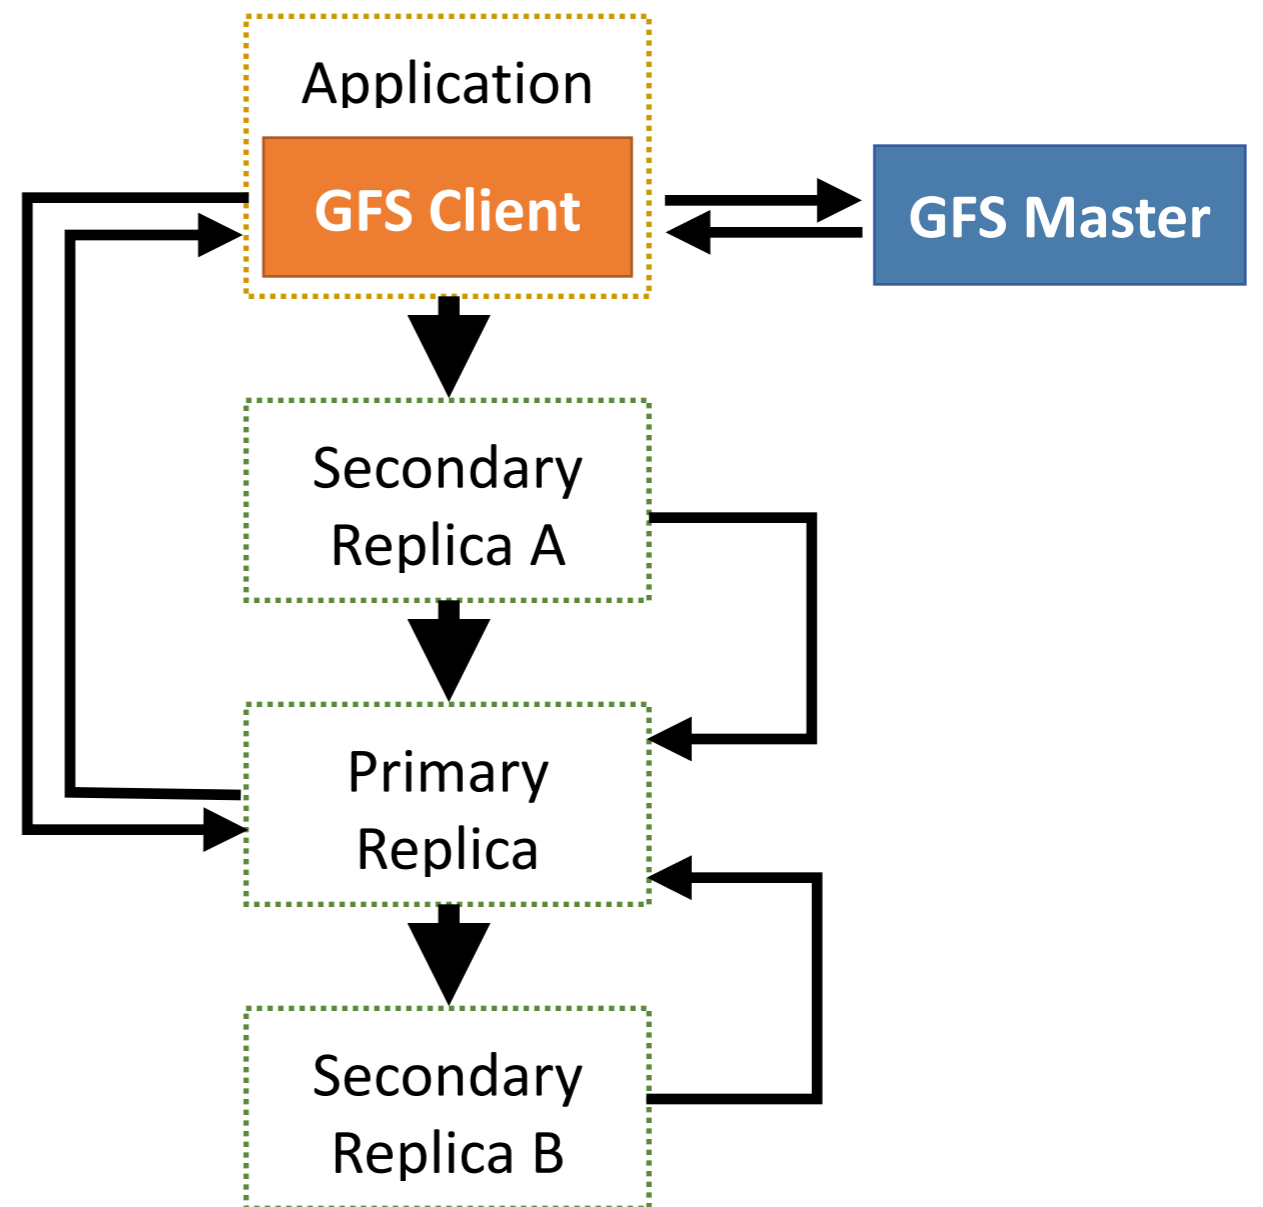 Application
GFS Client
GFS Master
Secondary
Replica A
Primary
Replica
Secondary
Replica B